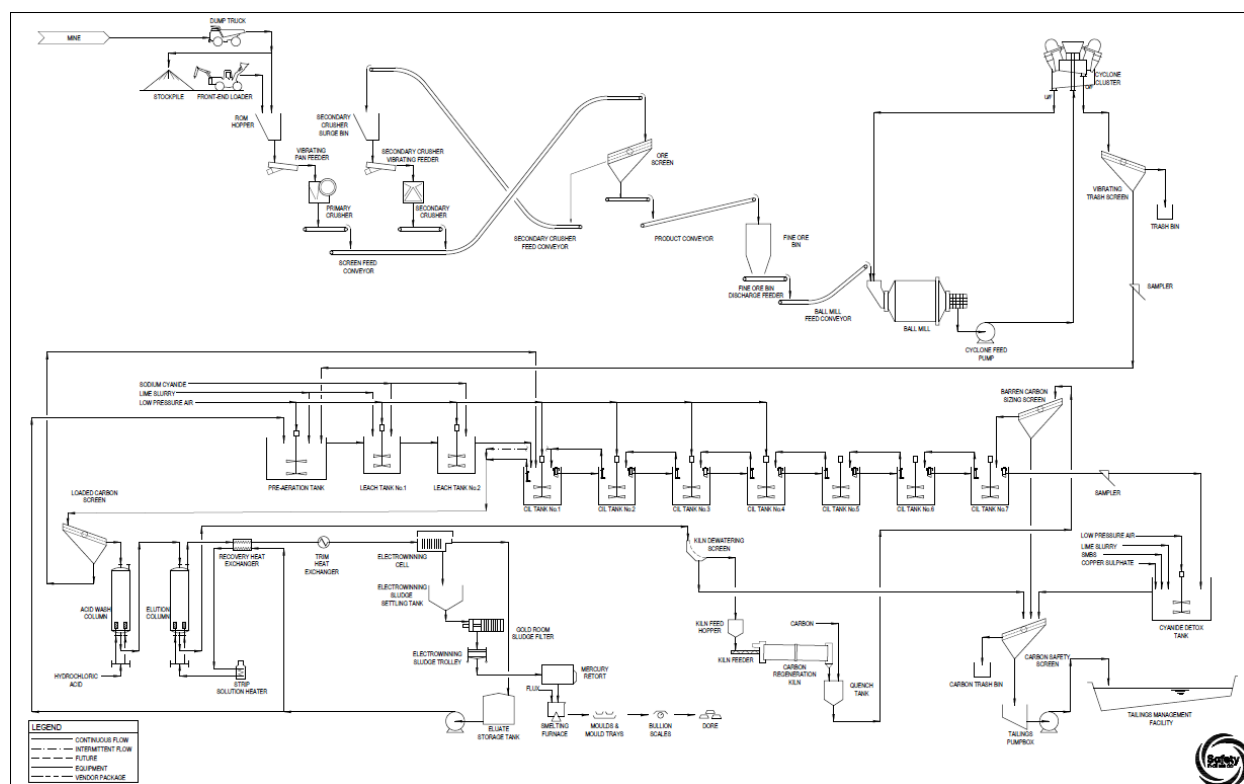 DUMP TRUCK
MINE
STOCKPILE
FRONT-END LOADER
ROM
HOPPER
VIBRATING
PAN FEEDER
PRIMARY
CRUSHER
SECONDARY
CRUSHER
SURGE BIN
SECONDARY CRUSHER
VIBRATING FEEDER
SECONDARY
CRUSHER
SCREEN FEED
CONVEYOR
ORE
SCREEN
SECONDARY CRUSHER
FEED CONVEYOR
PRODUCT CONVEYOR
FINE ORE
BIN
FINE ORE BIN
DISCHARGE FEEDER
BALL MILL
FEED CONVEYOR
BALL MILL
CYCLONE FEED
PUMP
CYCLONE
CLUSTER
VIBRATING
TRASH SCREEN
TRASH BIN
SAMPLER
SODIUM CYANIDE
LIME SLURRY
LOW PRESSURE AIR
PRE-AERATION TANK
LEACH TANK No.1
LEACH TANK No.2
CIL TANK No.1
CIL TANK No.2
CIL TANK No.3
CIL TANK No.4
CIL TANK No.5
CIL TANK No.6
CIL TANK No.7
BARREN CARBON
SIZING SCREEN
SAMPLER
LOADED CARBON
SCREEN
ACID WASH
COLUMN
ELUTION
COLUMN
HYDROCHLORIC
ACID
STRIP
SOLUTION HEATER
RECOVERY HEAT
EXCHANGER
TRIM
HEAT
EXCHANGER
ELECTROWINNING
CELL
ELECTROWINNING
SLUDGE
SETTLING TANK
GOLD ROOM
SLUDGE FILTER
ELECTROWINNING
SLUDGE TROLLEY
MERCURY
RETORT
FLUX
ELUATE
STORAGE TANK
SMELTING
FURNACE
MOULDS &
MOULD TRAYS
BULLION
SCALES
DORE
KILN DEWATERING
SCREEN
KILN FEED
HOPPER
KILN FEEDER
CARBON
CARBON
REGENERATION
KILN
QUENCH
TANK
LOW PRESSURE AIR
LIME SLURRY
SMBS
COPPER SULPHATE
CYANIDE DETOX
TANK
CARBON SAFETY
SCREEN
CARBON TRASH BIN
TAILINGS
PUMPBOX
TAILINGS MANAGEMENT
FACILITY
LEGEND
CONTINUOUS FLOW
INTERMITTENT FLOW
FUTURE
EQUIPMENT
VENDOR PACKAGE
Safety